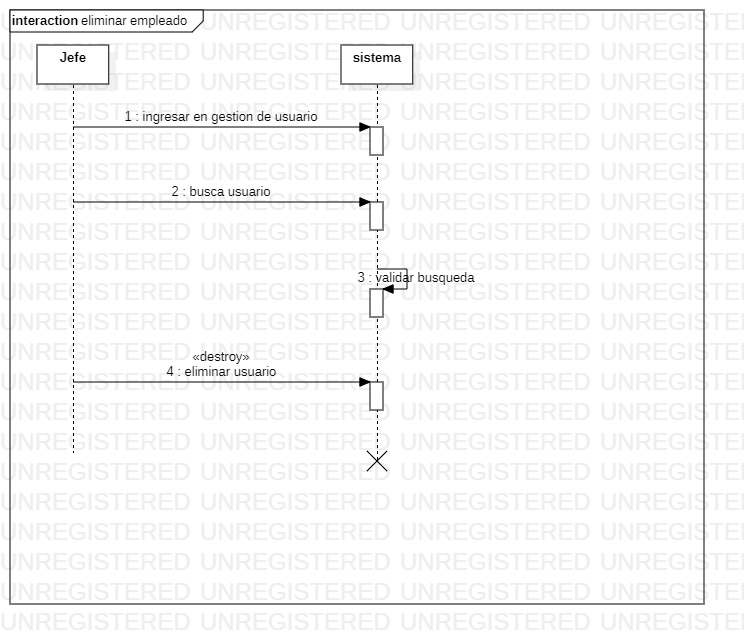 interaction eliminar empleado
Jefe
sistema
1 : ingresar en gestion de usuario
2 : busca usuario
3 : validar busqueda
«destroy»
4 : eliminar usuario
UNREGISTERED UNREGISTERED UNREGISTERED UNREGISTERED